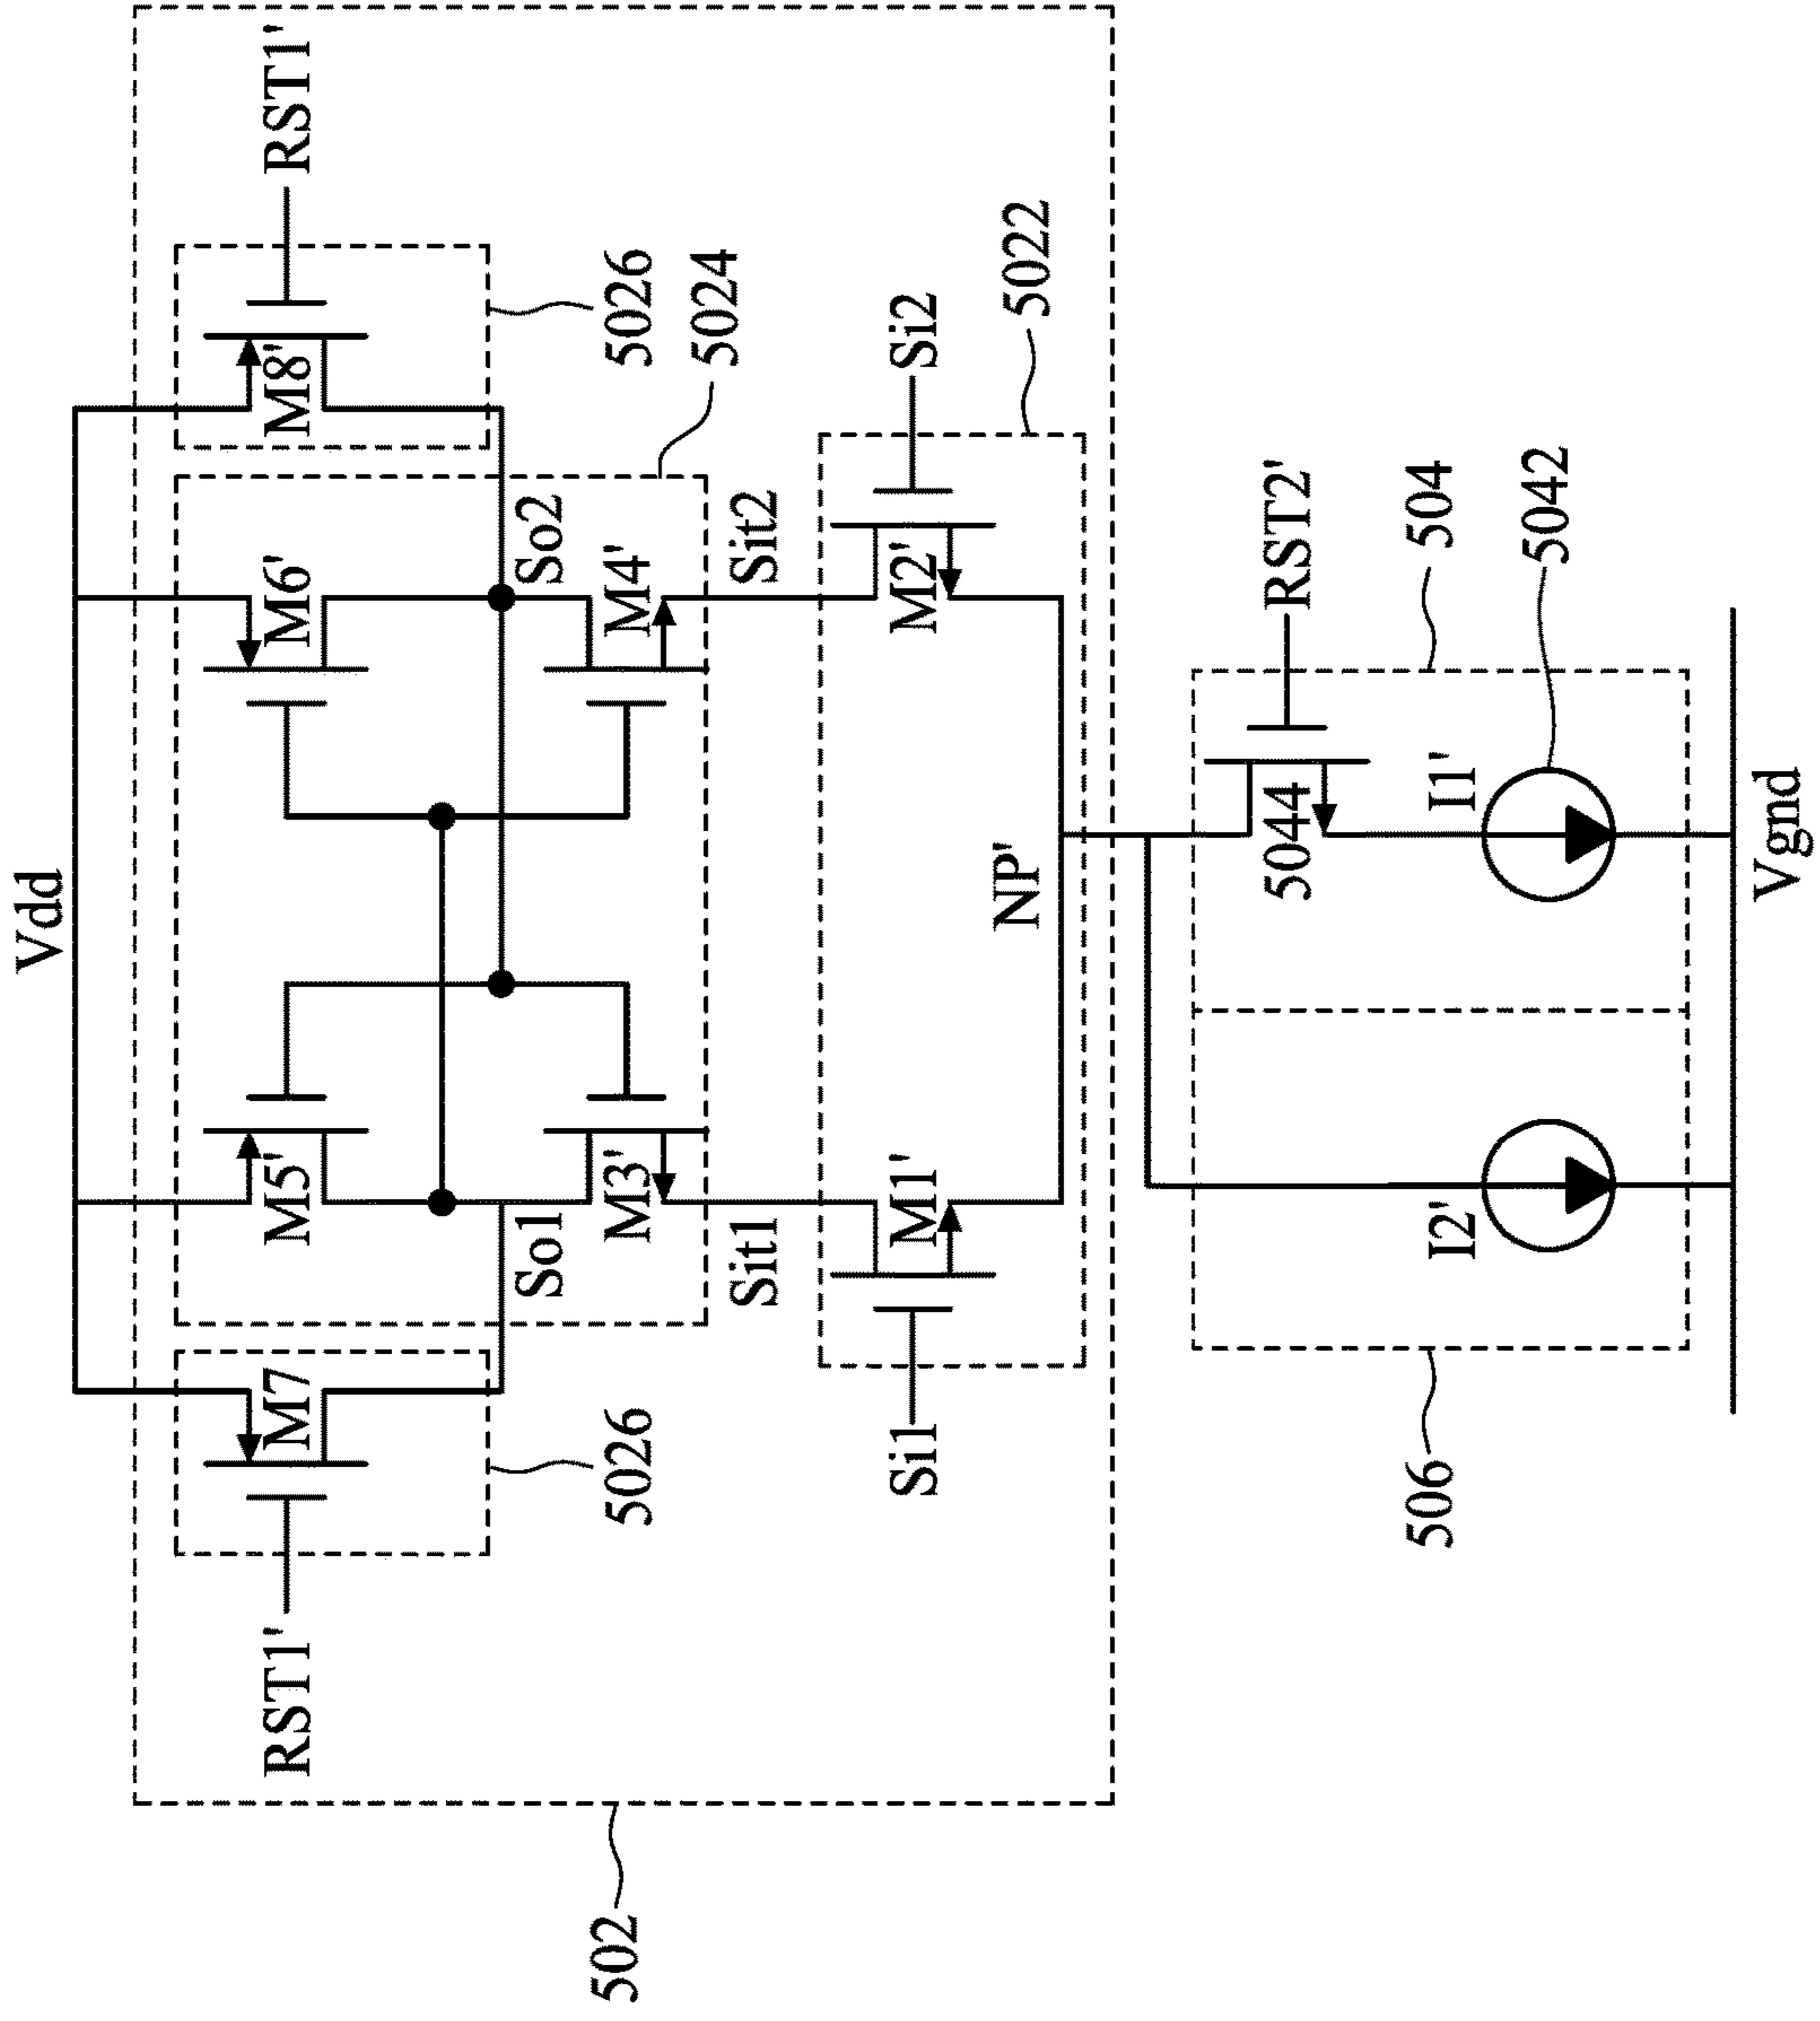 Vdd
RST1'
M7
M5'
M6'
M8'
RST1'
5026
So1
So2
5026
M3'
M4'
5024
Sit1
Sit2
Si1
M1'
M2'
Si2
NP'
5022
502
5044
RST2'
506
I2'
I1'
504
5042
Vgnd